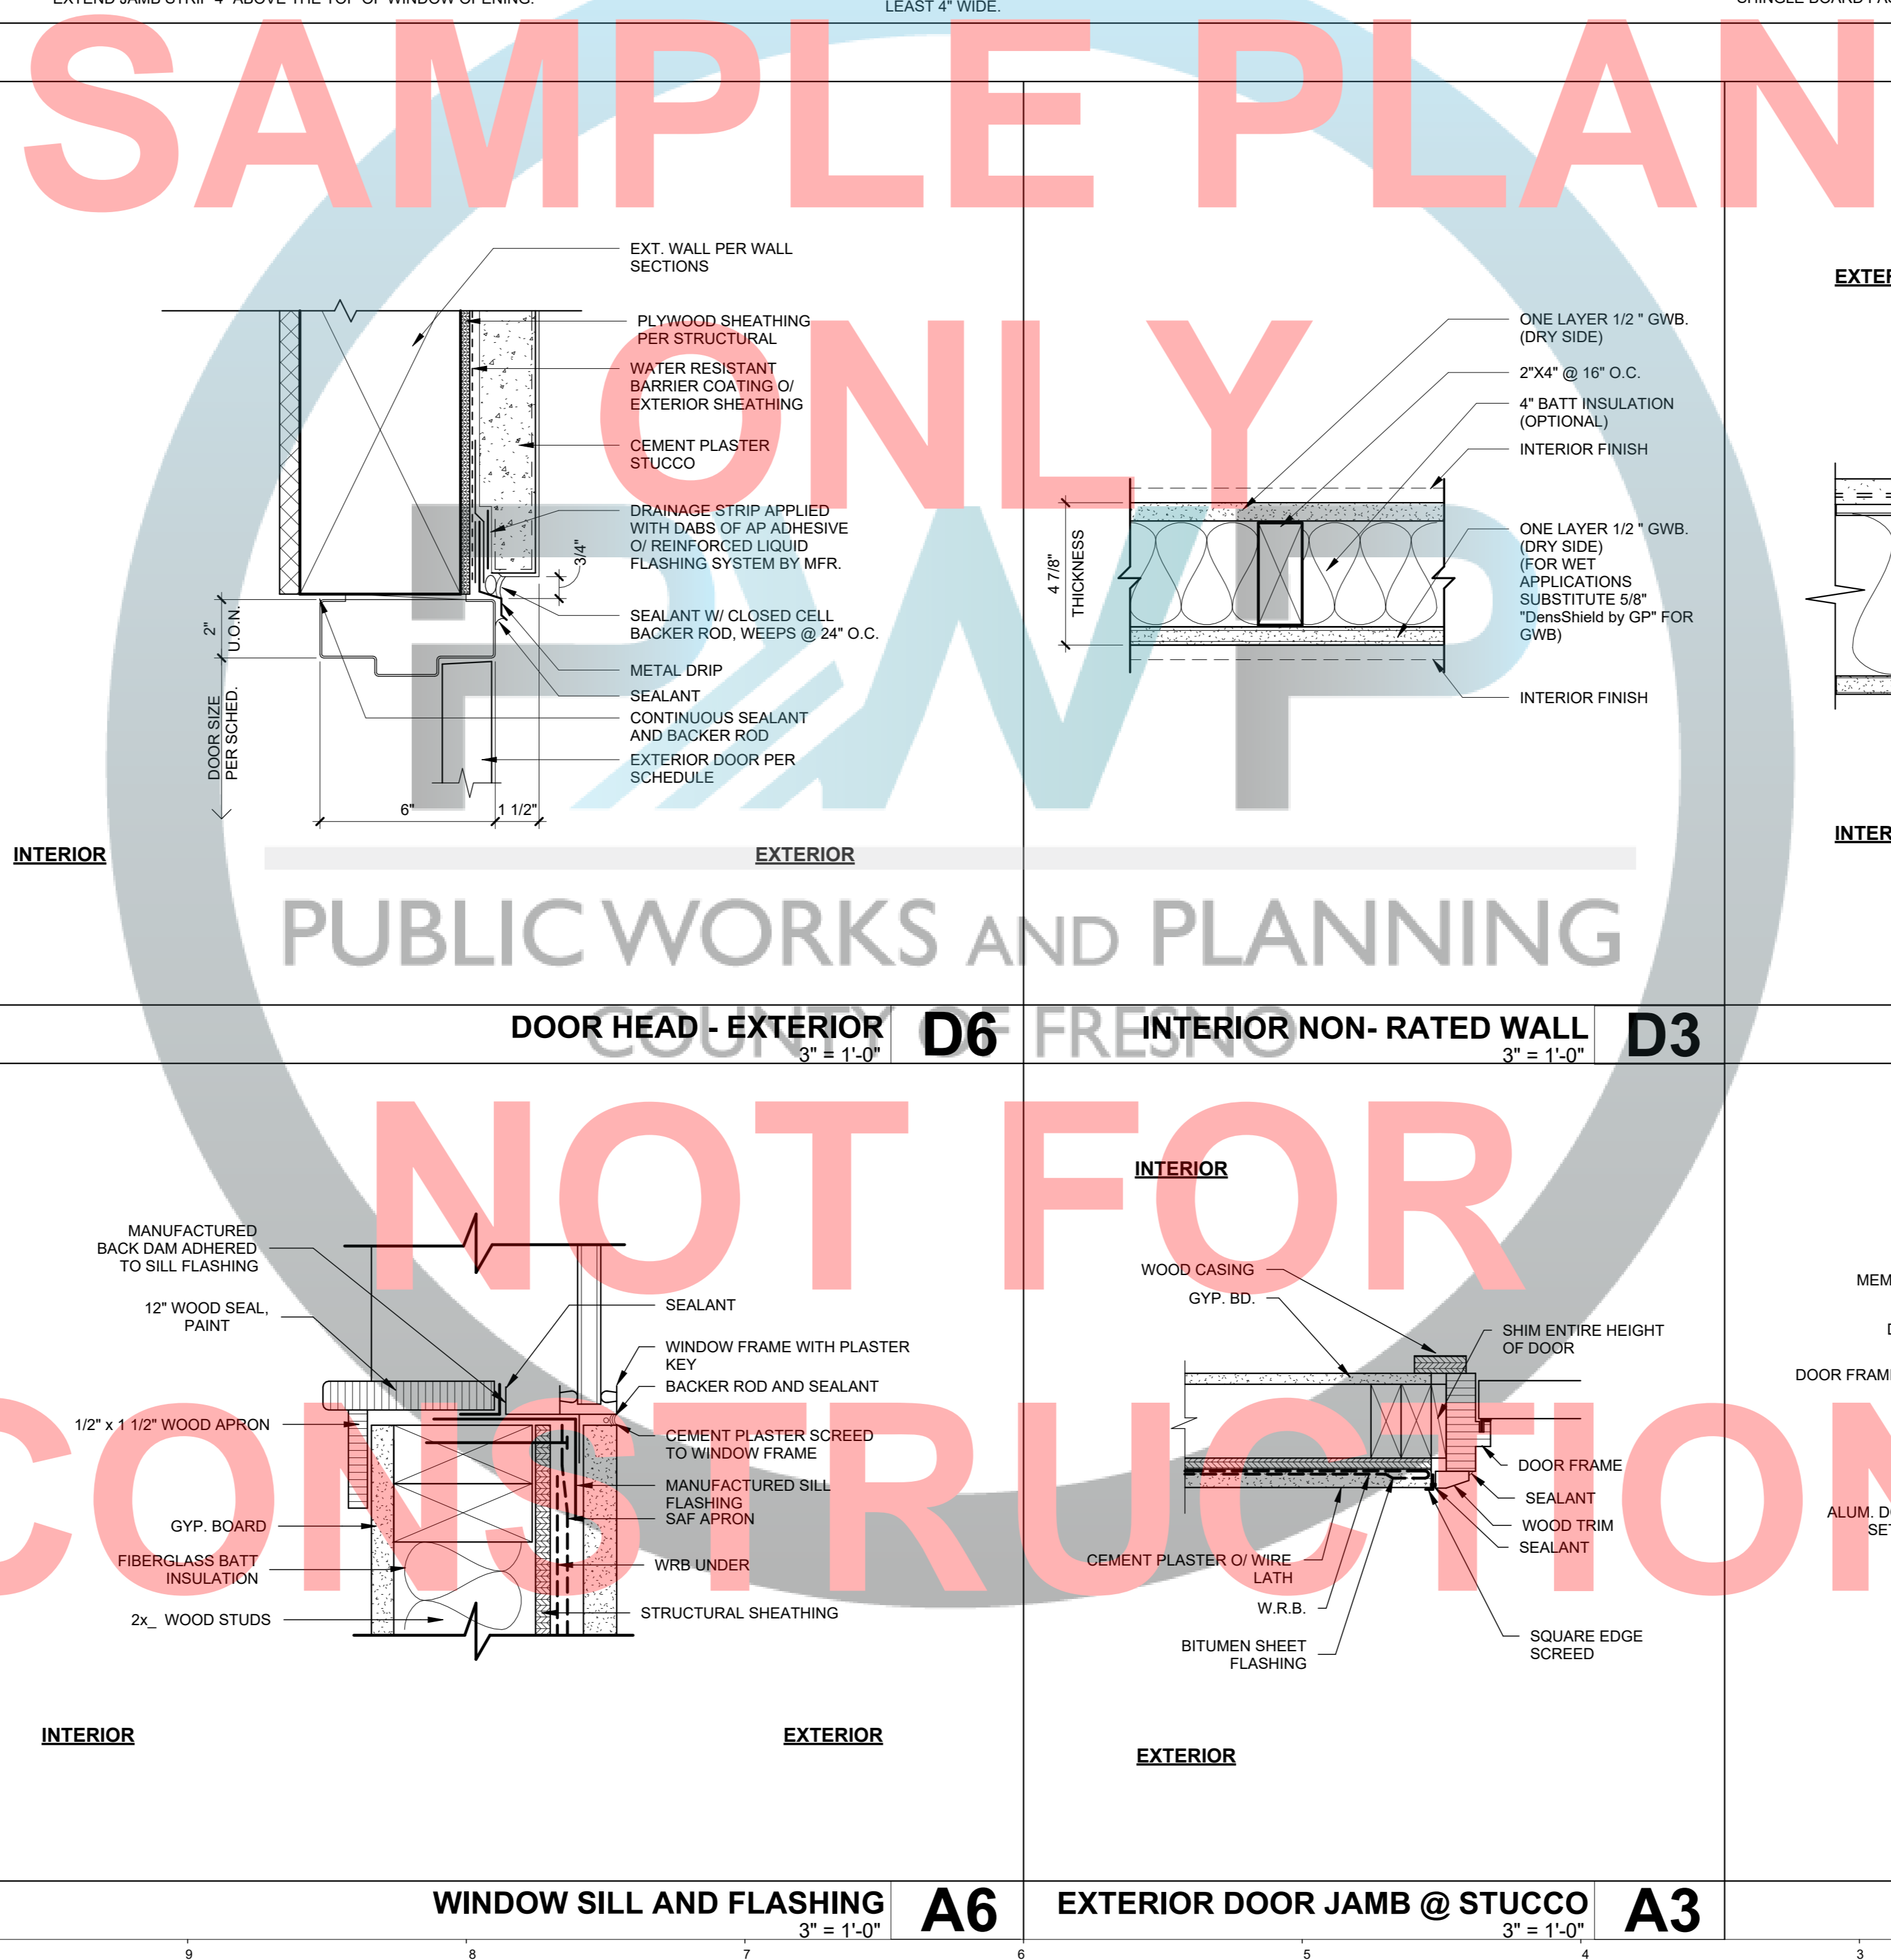 EXTEND JAMB STRIP 4" ABOVE THE TOP OF WINDOW OPENING.
LEAST 4" WIDE.
SAMPLE PLAN
ONLY
NOT FOR
CONSTRUCTION
PUBLIC WORKS AND PLANNING
COUNTY OF FRESNO
EXT. WALL PER WALL
SECTIONS
PLYWOOD SHEATHING
PER STRUCTURAL
WATER RESISTANT
BARRIER COATING O/
EXTERIOR SHEATHING
CEMENT PLASTER
STUCCO
DRAINAGE STRIP APPLIED
WITH DABS OF AP ADHESIVE
O/ REINFORCED LIQUID
FLASHING SYSTEM BY MFR.
3/4"
SEALANT W/ CLOSED CELL
BACKER ROD, WEEPS @ 24" O.C.
METAL DRIP
SEALANT
CONTINUOUS SEALANT
AND BACKER ROD
EXTERIOR DOOR PER
SCHEDULE
2"
U.O.N.
DOOR SIZE
PER SCHED.
6"
1 1/2"
INTERIOR
EXTERIOR
DOOR HEAD - EXTERIOR
3" = 1'-0"
D6
ONE LAYER 1/2 " GWB.
(DRY SIDE)
2"X4" @ 16" O.C.
4" BATT INSULATION
(OPTIONAL)
INTERIOR FINISH
ONE LAYER 1/2 " GWB.
(DRY SIDE)
(FOR WET
APPLICATIONS
SUBSTITUTE 5/8"
"DensShield by GP" FOR
GWB)
INTERIOR FINISH
4 7/8"
THICKNESS
INTERIOR NON- RATED WALL
3" = 1'-0"
D3
EXTER
INTER
MANUFACTURED
BACK DAM ADHERED
TO SILL FLASHING
12" WOOD SEAL,
PAINT
1/2" x 1 1/2" WOOD APRON
GYP. BOARD
FIBERGLASS BATT
INSULATION
2x_ WOOD STUDS
SEALANT
WINDOW FRAME WITH PLASTER
KEY
BACKER ROD AND SEALANT
CEMENT PLASTER SCREED
TO WINDOW FRAME
MANUFACTURED SILL
FLASHING
SAF APRON
WRB UNDER
STRUCTURAL SHEATHING
INTERIOR
EXTERIOR
WINDOW SILL AND FLASHING
3" = 1'-0"
A6
INTERIOR
WOOD CASING
GYP. BD.
SHIM ENTIRE HEIGHT
OF DOOR
DOOR FRAME
SEALANT
WOOD TRIM
SEALANT
CEMENT PLASTER O/ WIRE
LATH
W.R.B.
BITUMEN SHEET
FLASHING
SQUARE EDGE
SCREED
EXTERIOR
EXTERIOR DOOR JAMB @ STUCCO
3" = 1'-0"
A3
MEM
DOOR FRAM
ALUM. D
SET
9 8 7 6 5 4 3